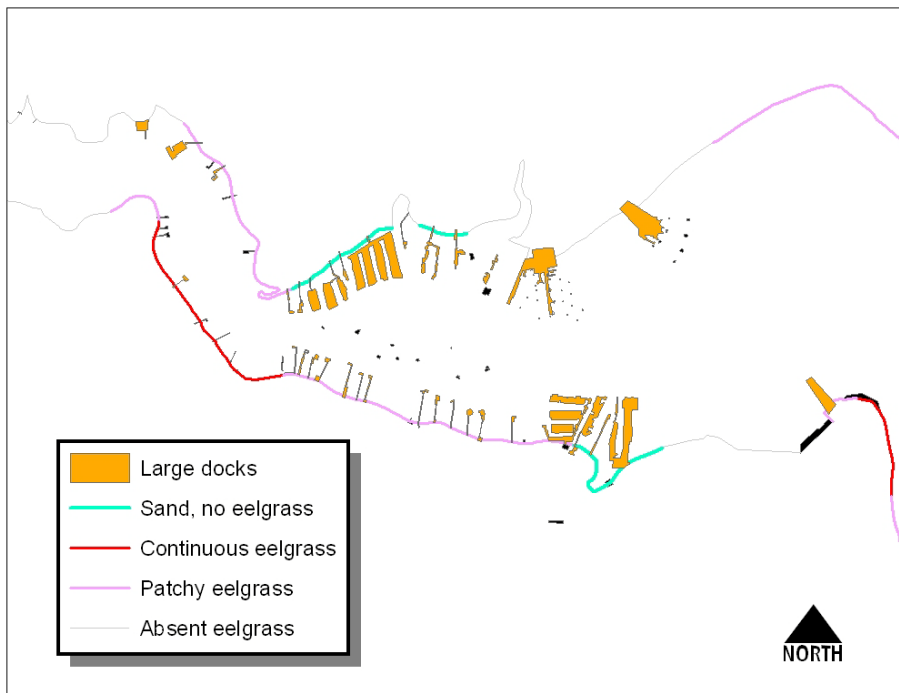 Large docks
Sand, no eelgrass
Continuous eelgrass
Patchy eelgrass
Absent eelgrass
NORTH